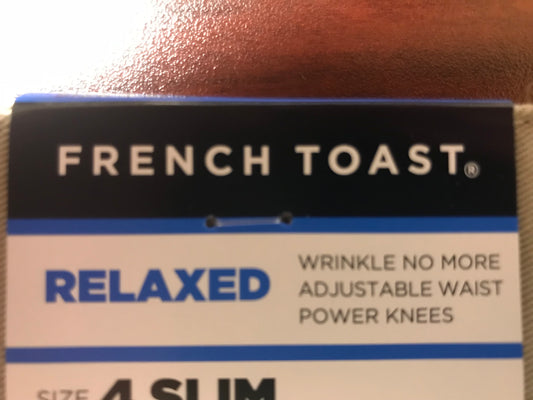 FRENCH TOAST®
RELAXED
WRINKLE NO MORE
ADJUSTABLE WAIST
POWER KNEES
SIZE 4 SLIM